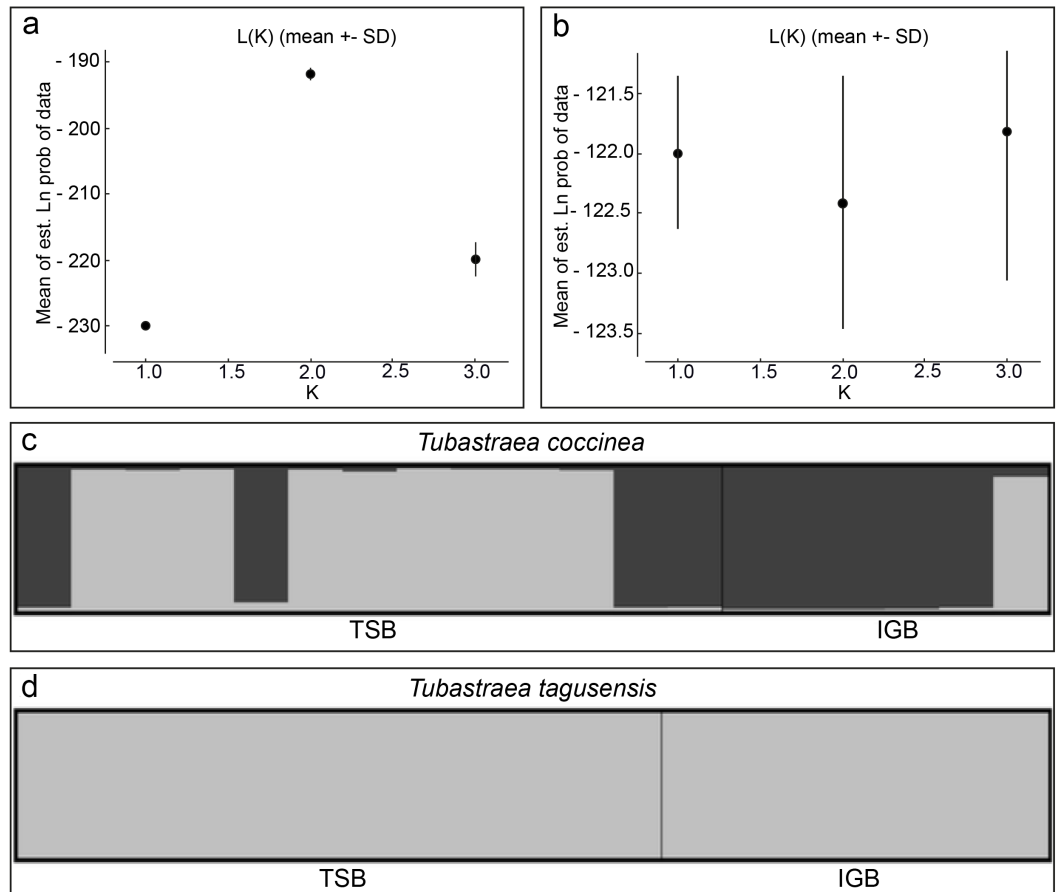 a
L(K) (mean +- SD)
Mean of est. Ln prob of data
- 190
- 200
- 210
- 220
- 230
1.0 1.5 2.0 2.5 3.0
K
b
L(K) (mean +- SD)
Mean of est. Ln prob of data
- 121.5
- 122.0
- 122.5
- 123.0
- 123.5
1.0 1.5 2.0 2.5 3.0
K
c
Tubastraea coccinea
TSB IGB
d
Tubastraea tagusensis
TSB IGB